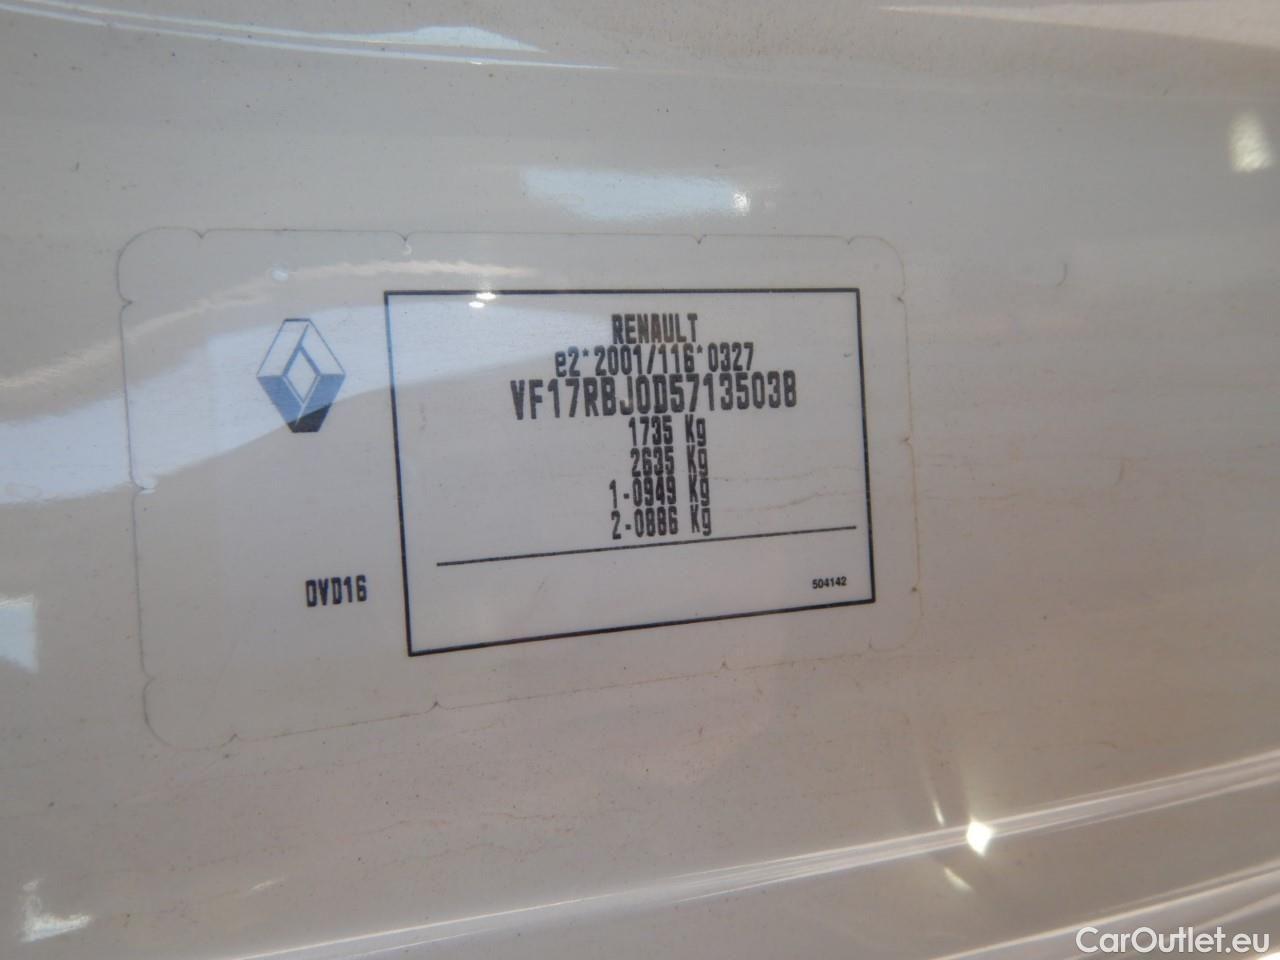 RENAULT
e2*2001/116*0327
VF17RBJ0D57135038
1735 Kg
2635 Kg
1-0949 Kg
2-0886 Kg
DVD16
504142
CarOutlet.eu